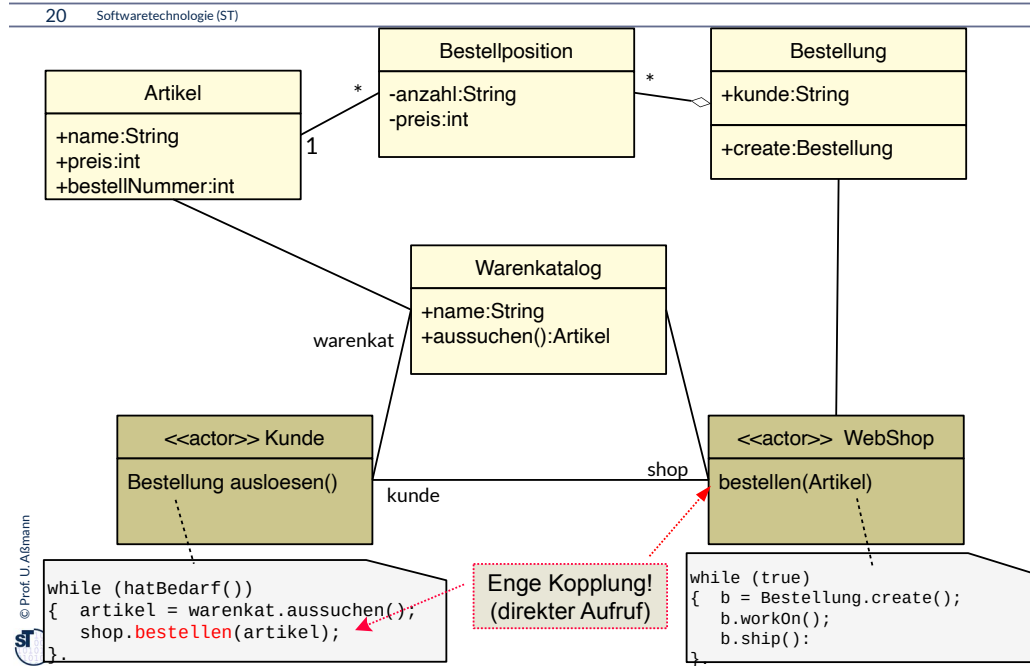 20 Softwaretechnologie (ST)
Artikel
+name:String
+preis:int
+bestellNummer:int
1
*
Bestellposition
-anzahl:String
-preis:int
*
Bestellung
+kunde:String
+create:Bestellung
Warenkatalog
+name:String
+aussuchen():Artikel
warenkat
<<actor>> Kunde
Bestellung ausloesen()
kunde
shop
<<actor>> WebShop
bestellen(Artikel)
while (hatBedarf())
{ artikel = warenkat.aussuchen();
shop.bestellen(artikel);
}.
Enge Kopplung!
(direkter Aufruf)
while (true)
{ b = Bestellung.create();
b.workOn();
b.ship():
}.
© Prof. U. Aßmann
ST